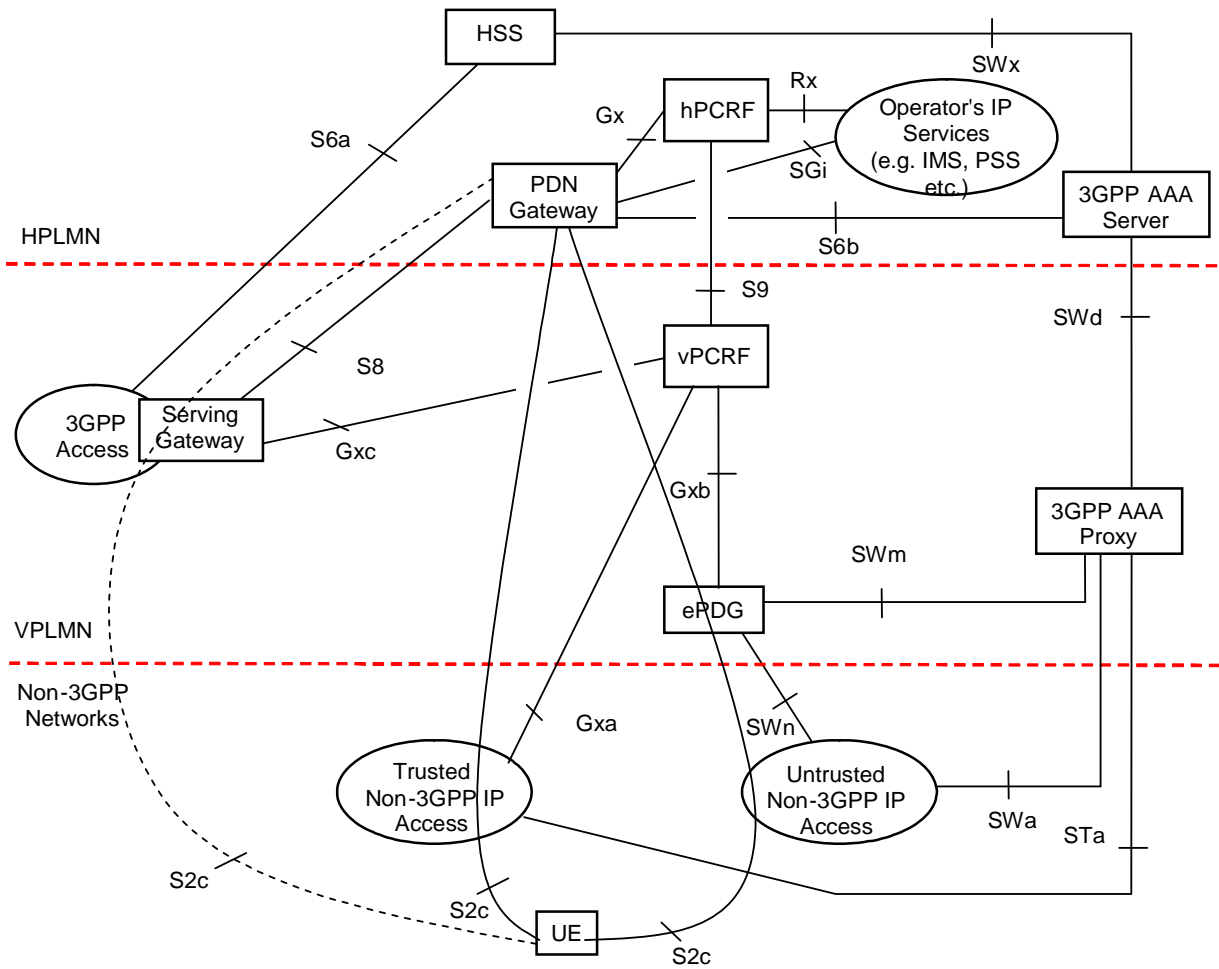 HSS
SWx
Rx
hPCRF
Gx
Operator's IP
Services
(e.g. IMS, PSS
etc.)
S6a
SGi
PDN
Gateway
3GPP AAA
Server
HPLMN
S6b
S9
SWd
vPCRF
S8
3GPP
Access
Serving
Gateway
Gxc
Gxb
3GPP AAA
Proxy
SWm
ePDG
VPLMN
Non-3GPP
Networks
Gxa
SWn
Trusted
Non-3GPP IP
Access
Untrusted
Non-3GPP IP
Access
SWa
STa
S2c
S2c
UE
S2c